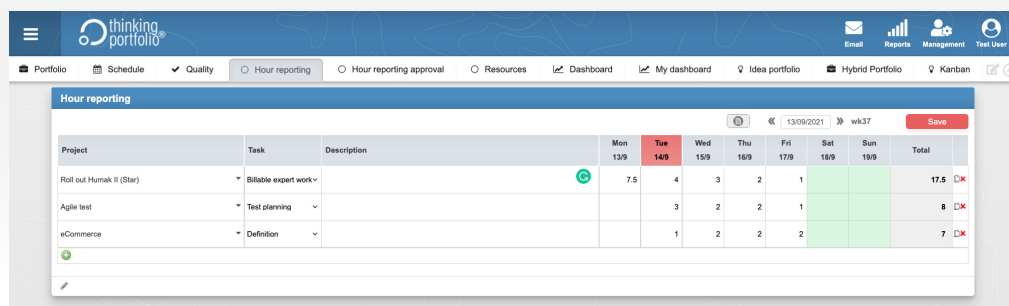 thinking
portfolio®
Email Reports Management Test User
Portfolio Schedule Quality Hour reporting Hour reporting approval Resources Dashboard My dashboard Idea portfolio Hybrid Portfolio Kanban
Hour reporting
13/09/2021 wk37 Save
Project Task Description Mon 13/9 Tue 14/9 Wed 15/9 Thu 16/9 Fri 17/9 Sat 18/9 Sun 19/9 Total
Roll out Humak II (Star) Billable expert work 7.5 4 3 2 1 17.5
Agile test Test planning 3 2 2 1 8
eCommerce Definition 1 2 2 2 7